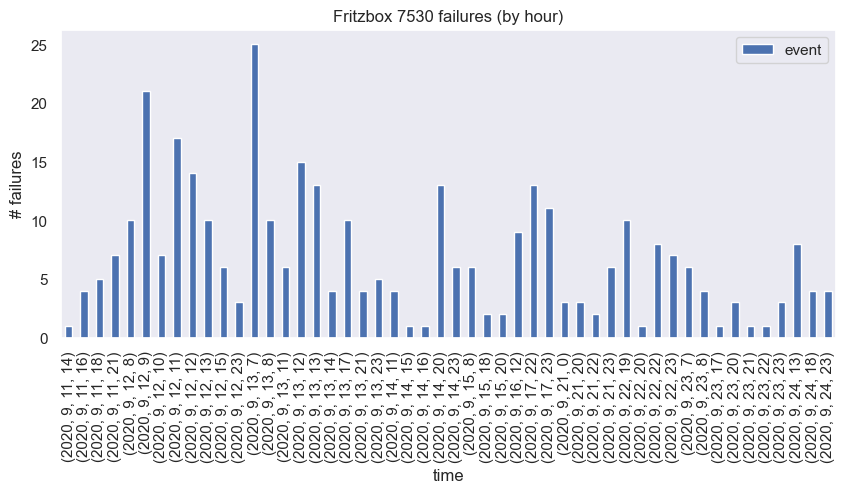 Fritzbox 7530 failures (by hour)
event
# failures
25
20
15
10
5
0
(2020, 9, 11, 14)
(2020, 9, 11, 16)
(2020, 9, 11, 18)
(2020, 9, 11, 21)
(2020, 9, 12, 8)
(2020, 9, 12, 9)
(2020, 9, 12, 10)
(2020, 9, 12, 11)
(2020, 9, 12, 12)
(2020, 9, 12, 13)
(2020, 9, 12, 15)
(2020, 9, 12, 23)
(2020, 9, 13, 7)
(2020, 9, 13, 8)
(2020, 9, 13, 11)
(2020, 9, 13, 12)
(2020, 9, 13, 13)
(2020, 9, 13, 14)
(2020, 9, 13, 17)
(2020, 9, 13, 21)
(2020, 9, 13, 23)
(2020, 9, 14, 11)
(2020, 9, 14, 15)
(2020, 9, 14, 16)
(2020, 9, 14, 20)
(2020, 9, 14, 23)
(2020, 9, 15, 8)
(2020, 9, 15, 18)
(2020, 9, 15, 20)
(2020, 9, 16, 12)
(2020, 9, 17, 22)
(2020, 9, 17, 23)
(2020, 9, 21, 0)
(2020, 9, 21, 20)
(2020, 9, 21, 22)
(2020, 9, 21, 23)
(2020, 9, 22, 19)
(2020, 9, 22, 20)
(2020, 9, 22, 22)
(2020, 9, 22, 23)
(2020, 9, 23, 7)
(2020, 9, 23, 8)
(2020, 9, 23, 17)
(2020, 9, 23, 20)
(2020, 9, 23, 21)
(2020, 9, 23, 22)
(2020, 9, 23, 23)
(2020, 9, 24, 13)
(2020, 9, 24, 18)
(2020, 9, 24, 23)
time